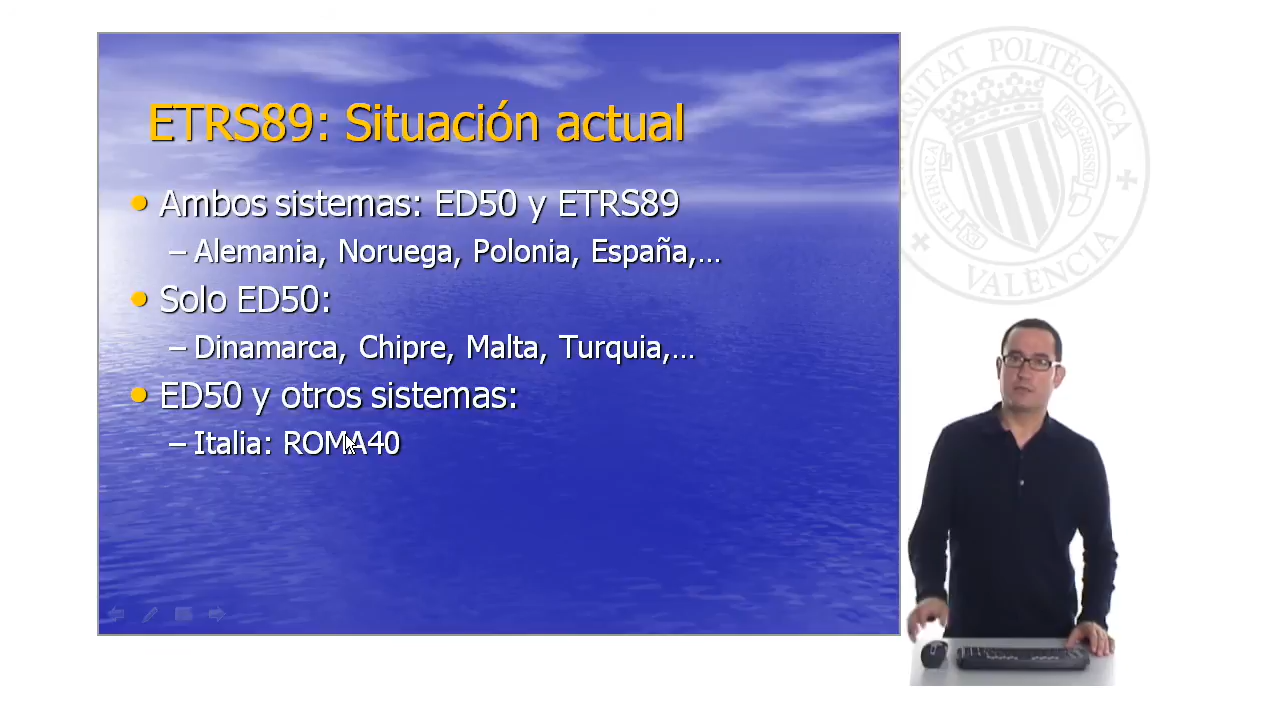 ETRS89: Situación actual
Ambos sistemas: ED50 y ETRS89
– Alemania, Noruega, Polonia, España,...
Solo ED50:
– Dinamarca, Chipre, Malta, Turquia,...
ED50 y otros sistemas:
– Italia: ROMA40
POLITÈCNICA
VALÈNCIA